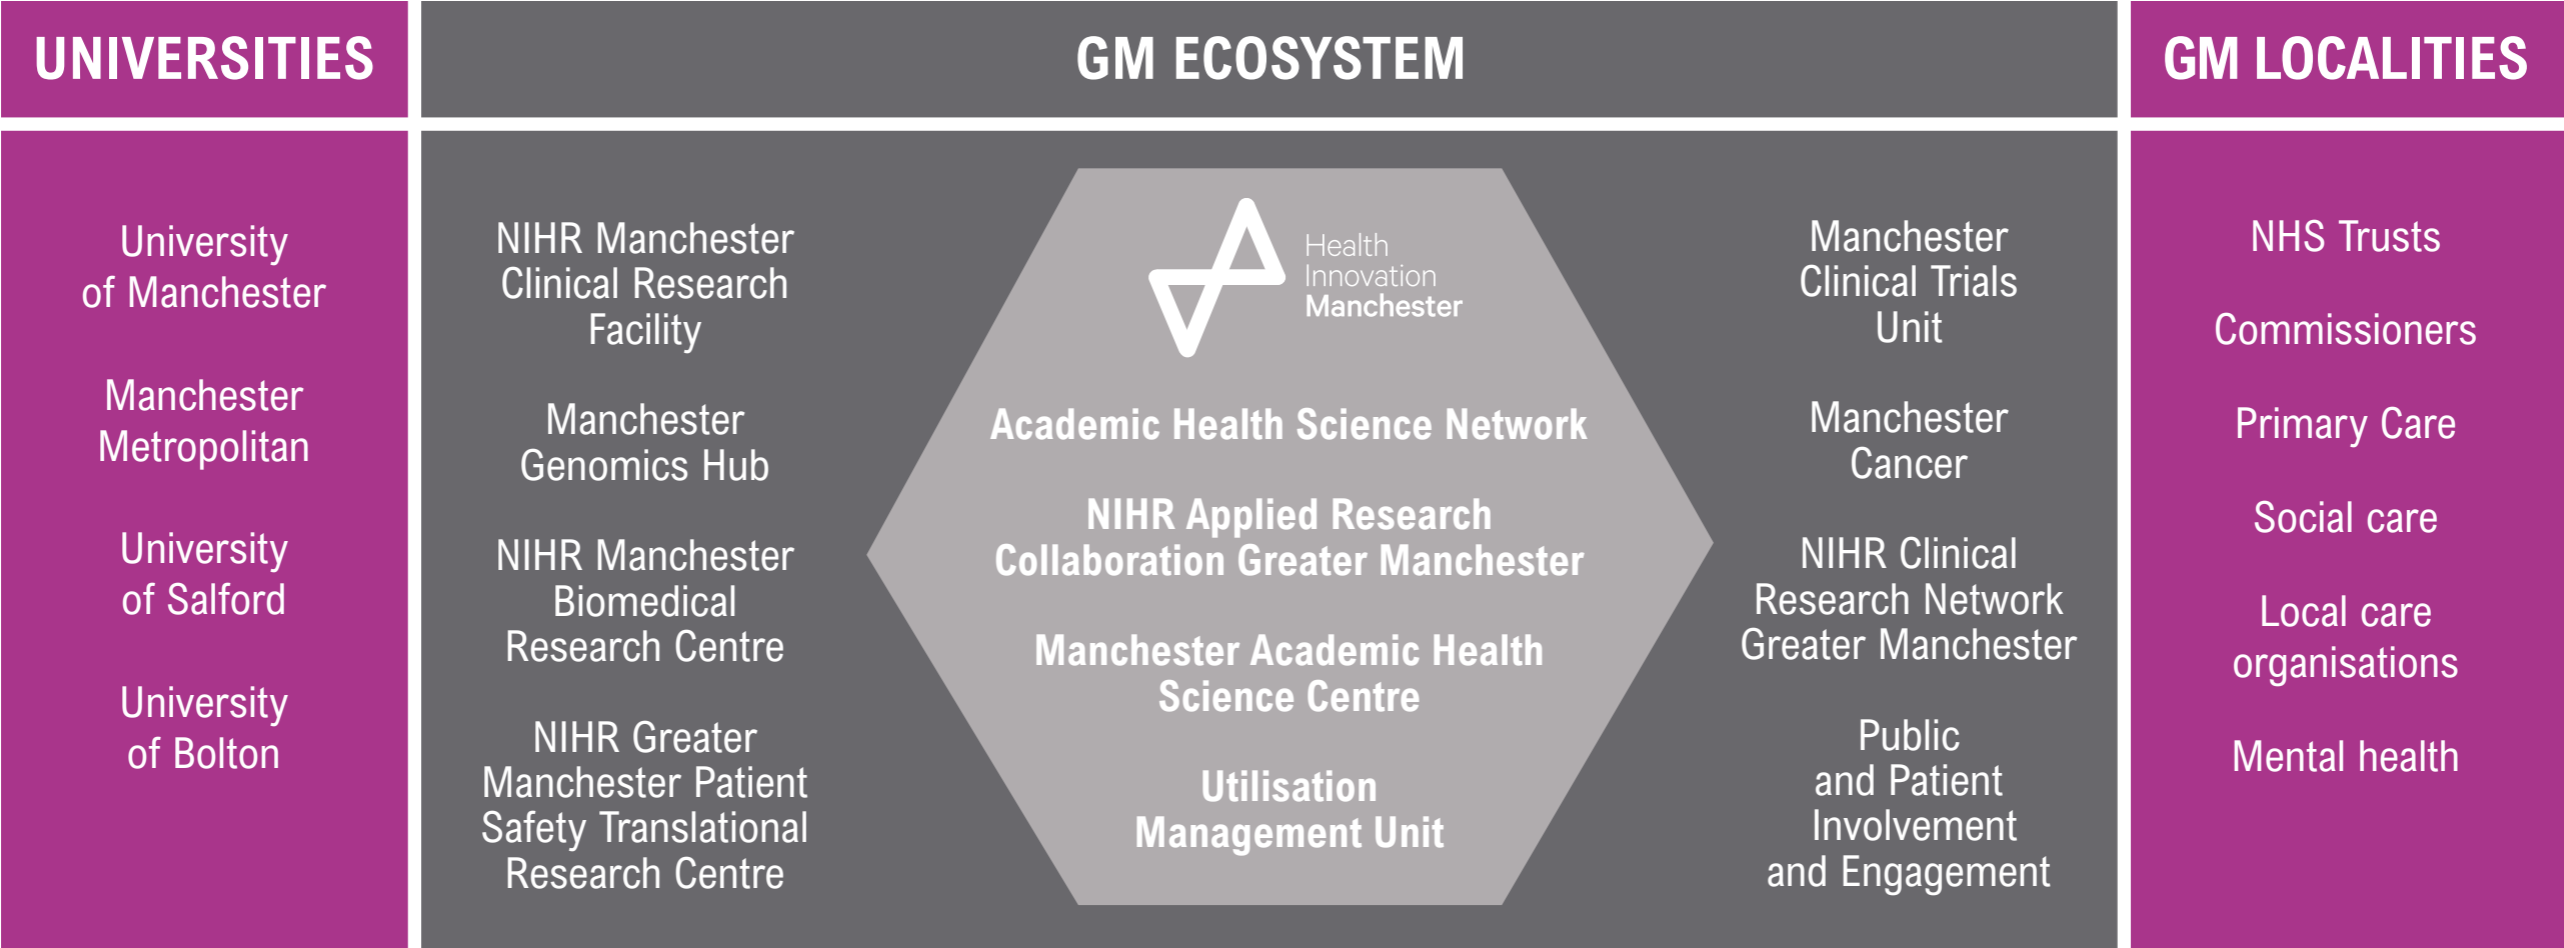 UNIVERSITIES
GM ECOSYSTEM
GM LOCALITIES
University
of Manchester
Manchester
Metropolitan
University
of Salford
University
of Bolton
NIHR Manchester
Clinical Research
Facility
Manchester
Genomics Hub
NIHR Manchester
Biomedical
Research Centre
NIHR Greater
Manchester Patient
Safety Translational
Research Centre
Health
Innovation
Manchester
Academic Health Science Network
NIHR Applied Research
Collaboration Greater Manchester
Manchester Academic Health
Science Centre
Utilisation
Management Unit
Manchester
Clinical Trials
Unit
Manchester
Cancer
NIHR Clinical
Research Network
Greater Manchester
Public
and Patient
Involvement
and Engagement
NHS Trusts
Commissioners
Primary Care
Social care
Local care
organisations
Mental health